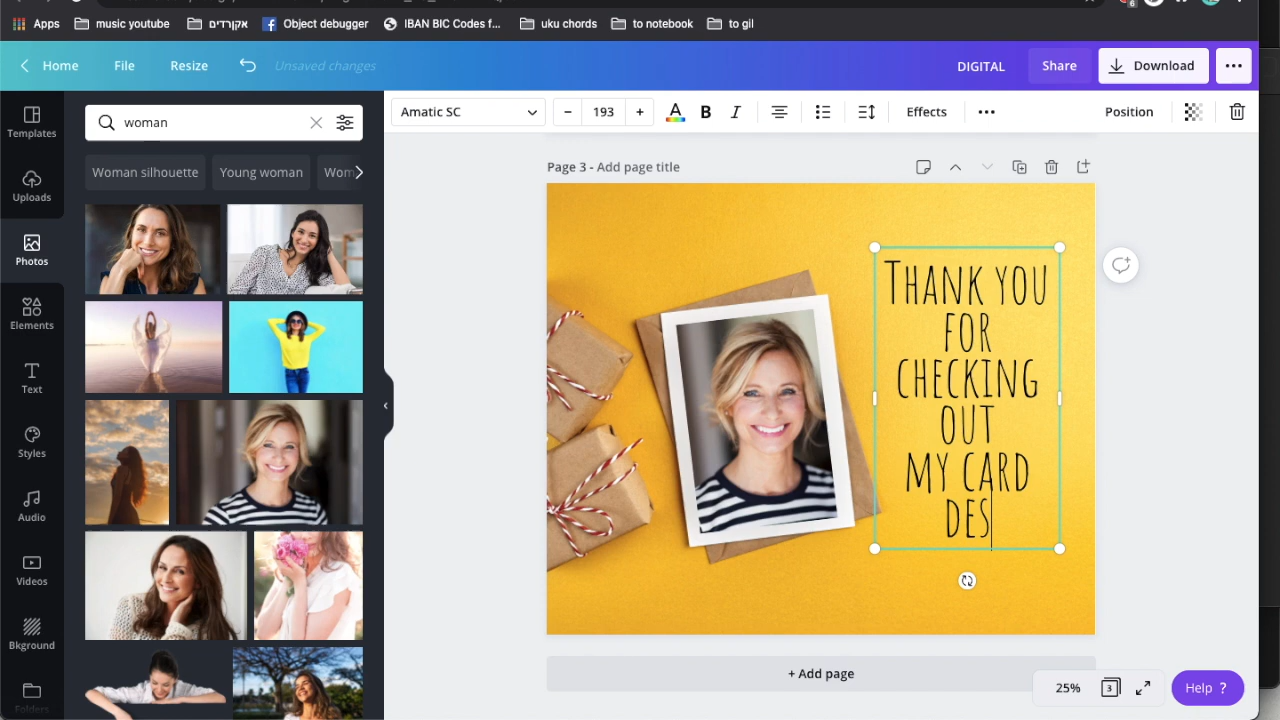 Apps
music youtube
אקורדים
Object debugger
IBAN BIC Codes f...
uku chords
to notebook
to gil
Home
File
Resize
Unsaved changes
DIGITAL
Share
Download
Templates
Uploads
Photos
Elements
Text
Styles
Audio
Videos
Bkground
Folders
woman
Woman silhouette
Young woman
Wom
Amatic SC
193
A
B
I
Effects
Position
Page 3 - Add page title
THANK YOU
FOR
CHECKING
OUT
MY CARD
DES
+ Add page
25%
3
Help ?